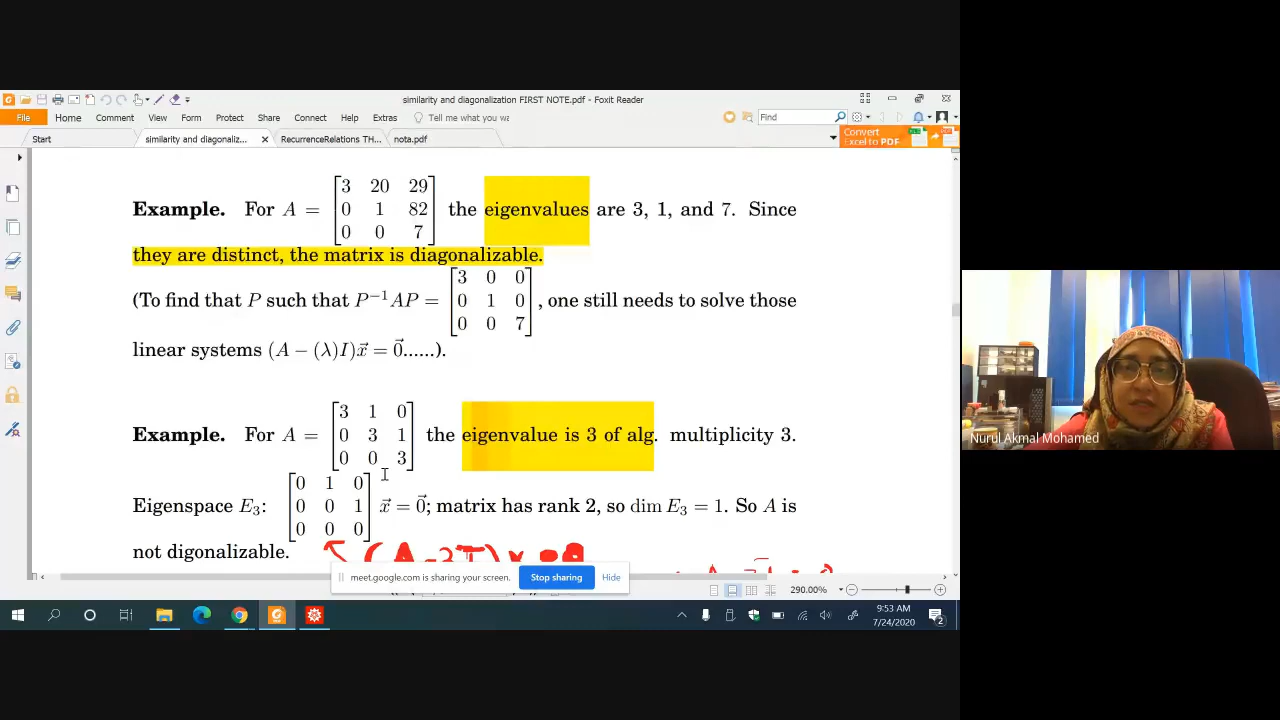 similarity and diagonalization FIRST NOTE.pdf - Foxit Reader
File Home Comment View Form Protect Share Connect Extras Help Tell me what you wa Find
Convert Excel to PDF
Start similarity and diagonaliz... RecurrenceRelations TH... nota.pdf
3 20 29
Example. For A = 0 1 82 the eigenvalues are 3, 1, and 7. Since
0 0 7
they are distinct, the matrix is diagonalizable.
3 0 0
(To find that P such that P⁻¹AP = 0 1 0 , one still needs to solve those
0 0 7
linear systems (A − (λ)I)x⃗ = 0⃗......).
3 1 0
Example. For A = 0 3 1 the eigenvalue is 3 of alg. multiplicity 3.
0 0 3
0 1 0
Eigenspace E₃: 0 0 1 x⃗ = 0⃗; matrix has rank 2, so dim E₃ = 1. So A is
0 0 0
not digonalizable.
meet.google.com is sharing your screen. Stop sharing Hide
290.00%
9:53 AM
7/24/2020
2
Nurul Akmal Mohamed